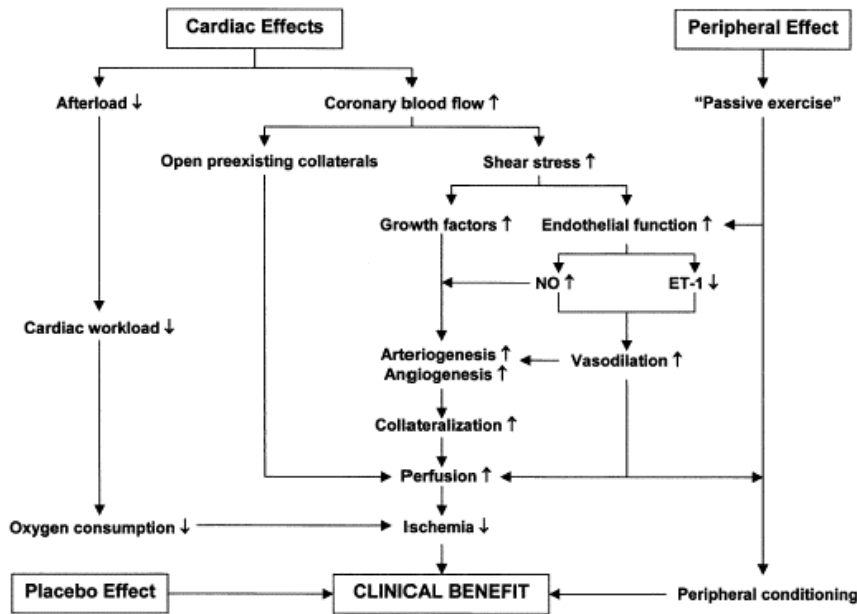 Cardiac Effects
Peripheral Effect
Afterload ↓
Coronary blood flow ↑
“Passive exercise”
Open preexisting collaterals
Shear stress ↑
Growth factors ↑
Endothelial function ↑
NO ↑
ET-1 ↓
Cardiac workload ↓
Arteriogenesis ↑
Angiogenesis ↑
Vasodilation ↑
Collateralization ↑
Perfusion ↑
Oxygen consumption ↓
Ischemia ↓
Placebo Effect
CLINICAL BENEFIT
Peripheral conditioning